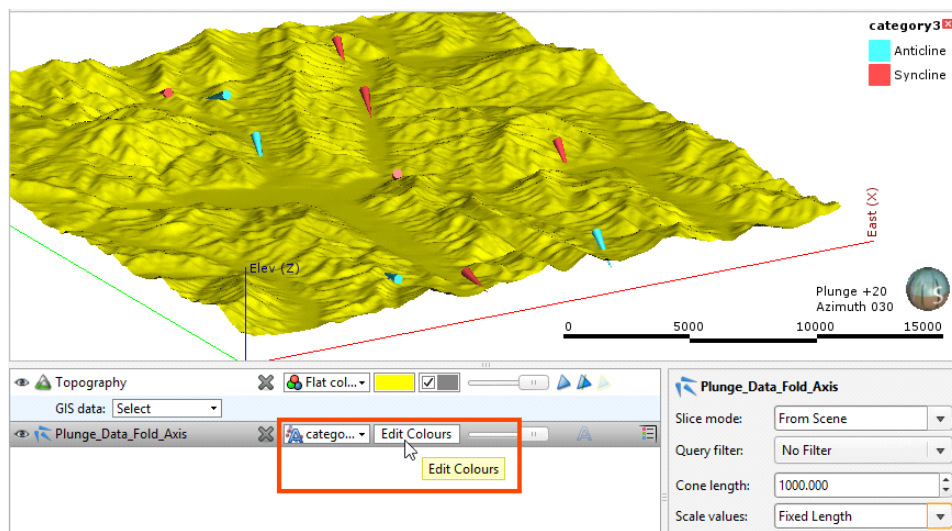 category3
Anticline
Syncline
East (X)
Elev (Z)
Plunge +20
Azimuth 030
0 5000 10000 15000
Topography Flat col...
GIS data: Select
Plunge_Data_Fold_Axis catego... Edit Colours
Edit Colours
Plunge_Data_Fold_Axis
Slice mode: From Scene
Query filter: No Filter
Cone length: 1000.000
Scale values: Fixed Length